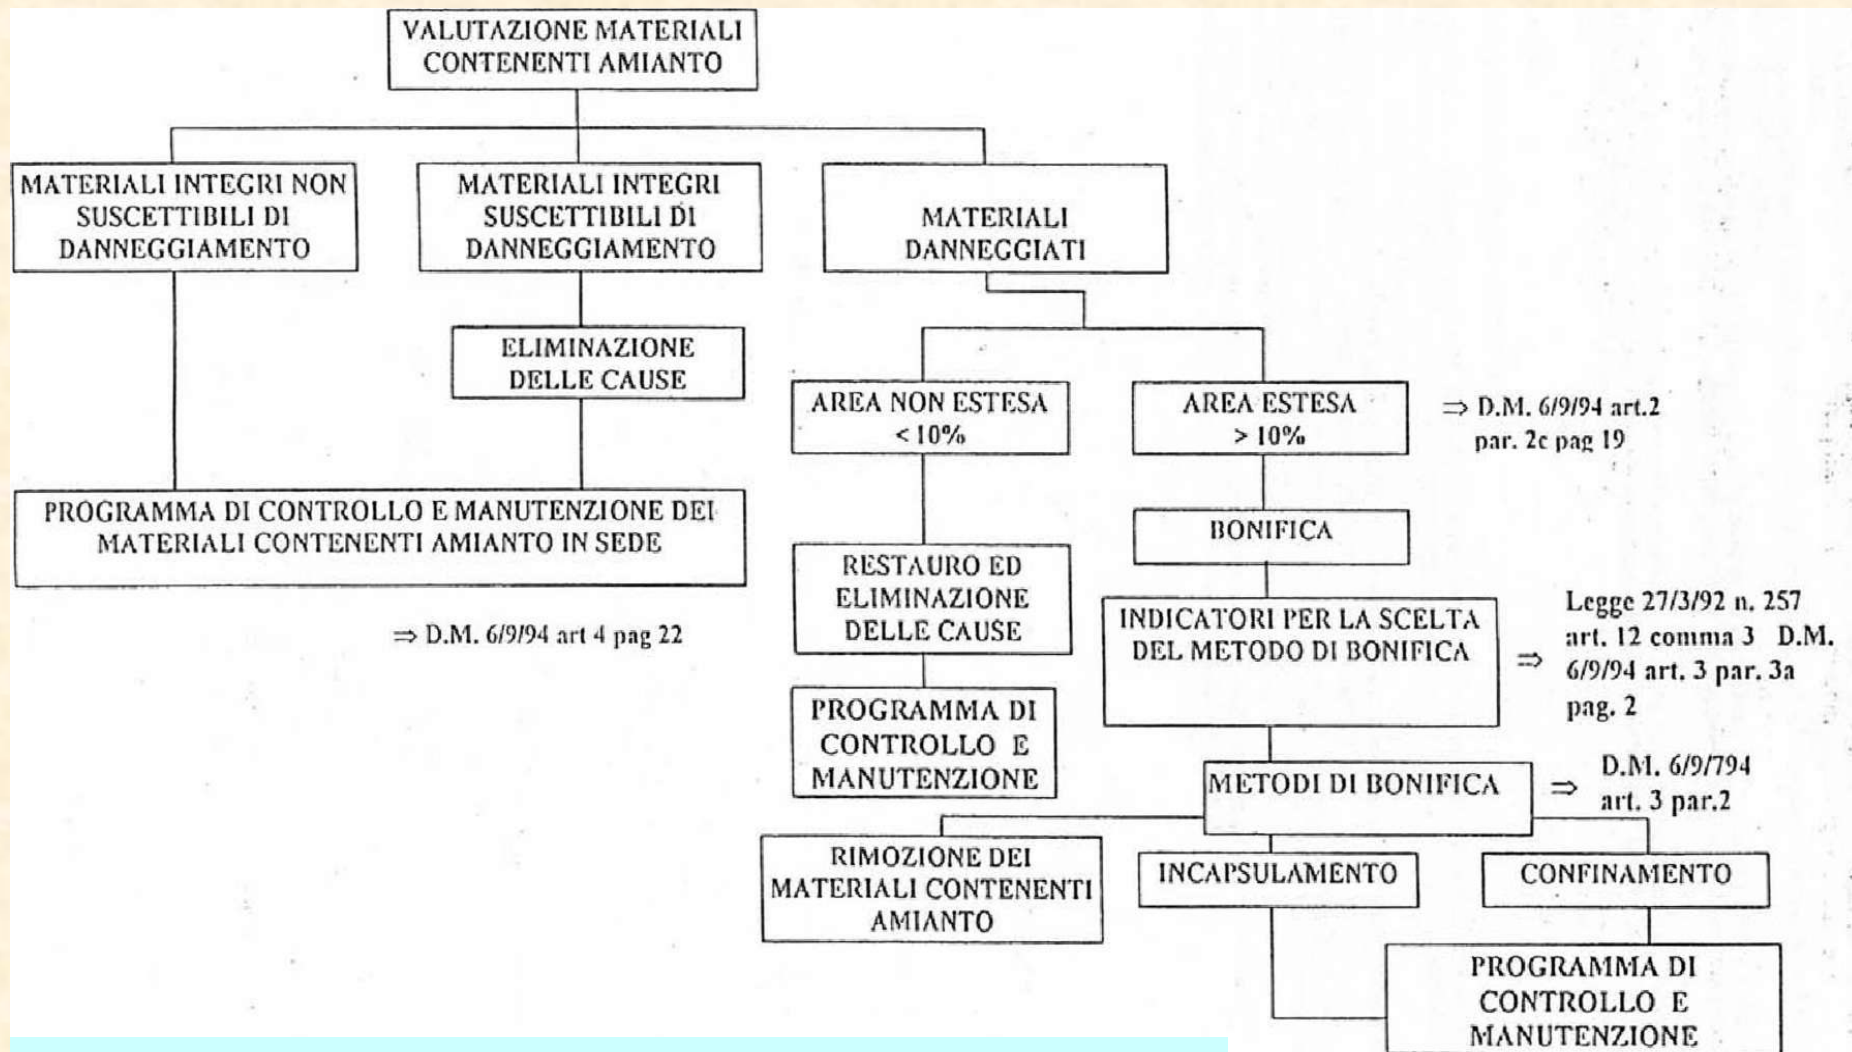 VALUTAZIONE MATERIALI
CONTENENTI AMIANTO
MATERIALI INTEGRI NON
SUSCETTIBILI DI
DANNEGGIAMENTO
MATERIALI INTEGRI
SUSCETTIBILI DI
DANNEGGIAMENTO
MATERIALI
DANNEGGIATI
ELIMINAZIONE
DELLE CAUSE
AREA NON ESTESA
< 10%
AREA ESTESA
> 10%
⇒ D.M. 6/9/94 art.2
par. 2c pag 19
PROGRAMMA DI CONTROLLO E MANUTENZIONE DEI
MATERIALI CONTENENTI AMIANTO IN SEDE
⇒ D.M. 6/9/94 art 4 pag 22
RESTAURO ED
ELIMINAZIONE
DELLE CAUSE
BONIFICA
INDICATORI PER LA SCELTA
DEL METODO DI BONIFICA
⇒
Legge 27/3/92 n. 257
art. 12 comma 3 D.M.
6/9/94 art. 3 par. 3a
pag. 2
PROGRAMMA DI
CONTROLLO E
MANUTENZIONE
METODI DI BONIFICA
⇒ D.M. 6/9/794
art. 3 par.2
RIMOZIONE DEI
MATERIALI CONTENENTI
AMIANTO
INCAPSULAMENTO
CONFINAMENTO
PROGRAMMA DI
CONTROLLO E
MANUTENZIONE